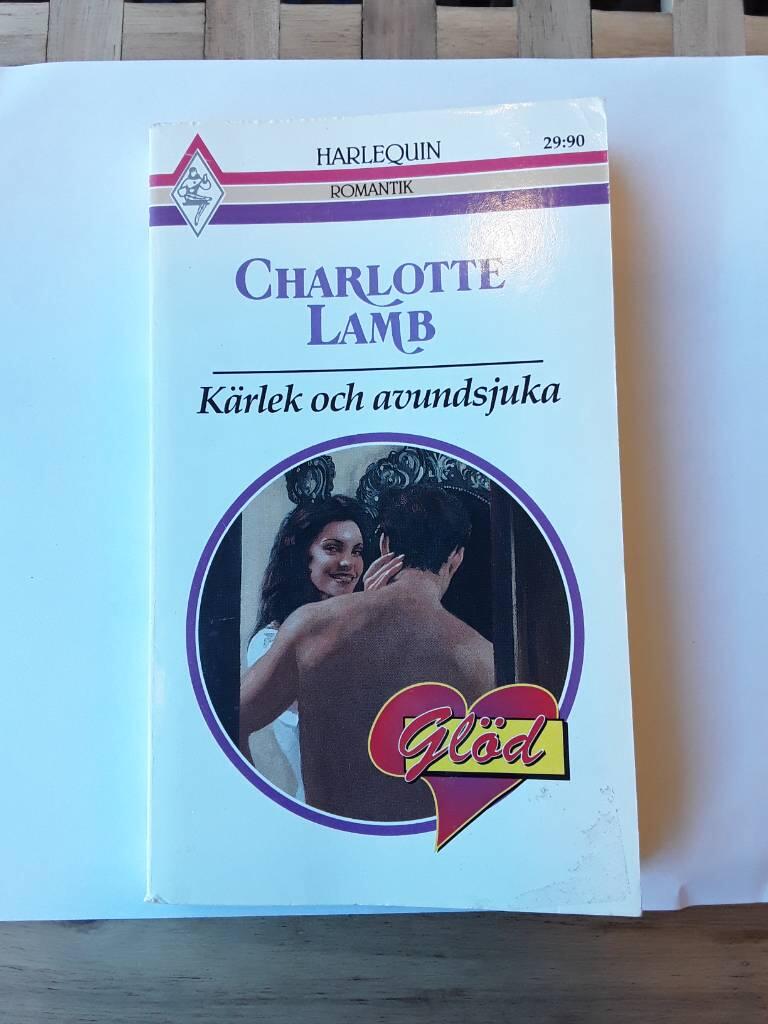 HARLEQUIN
29:90
ROMANTIK
CHARLOTTE
LAMB
Kärlek och avundsjuka
Glöd